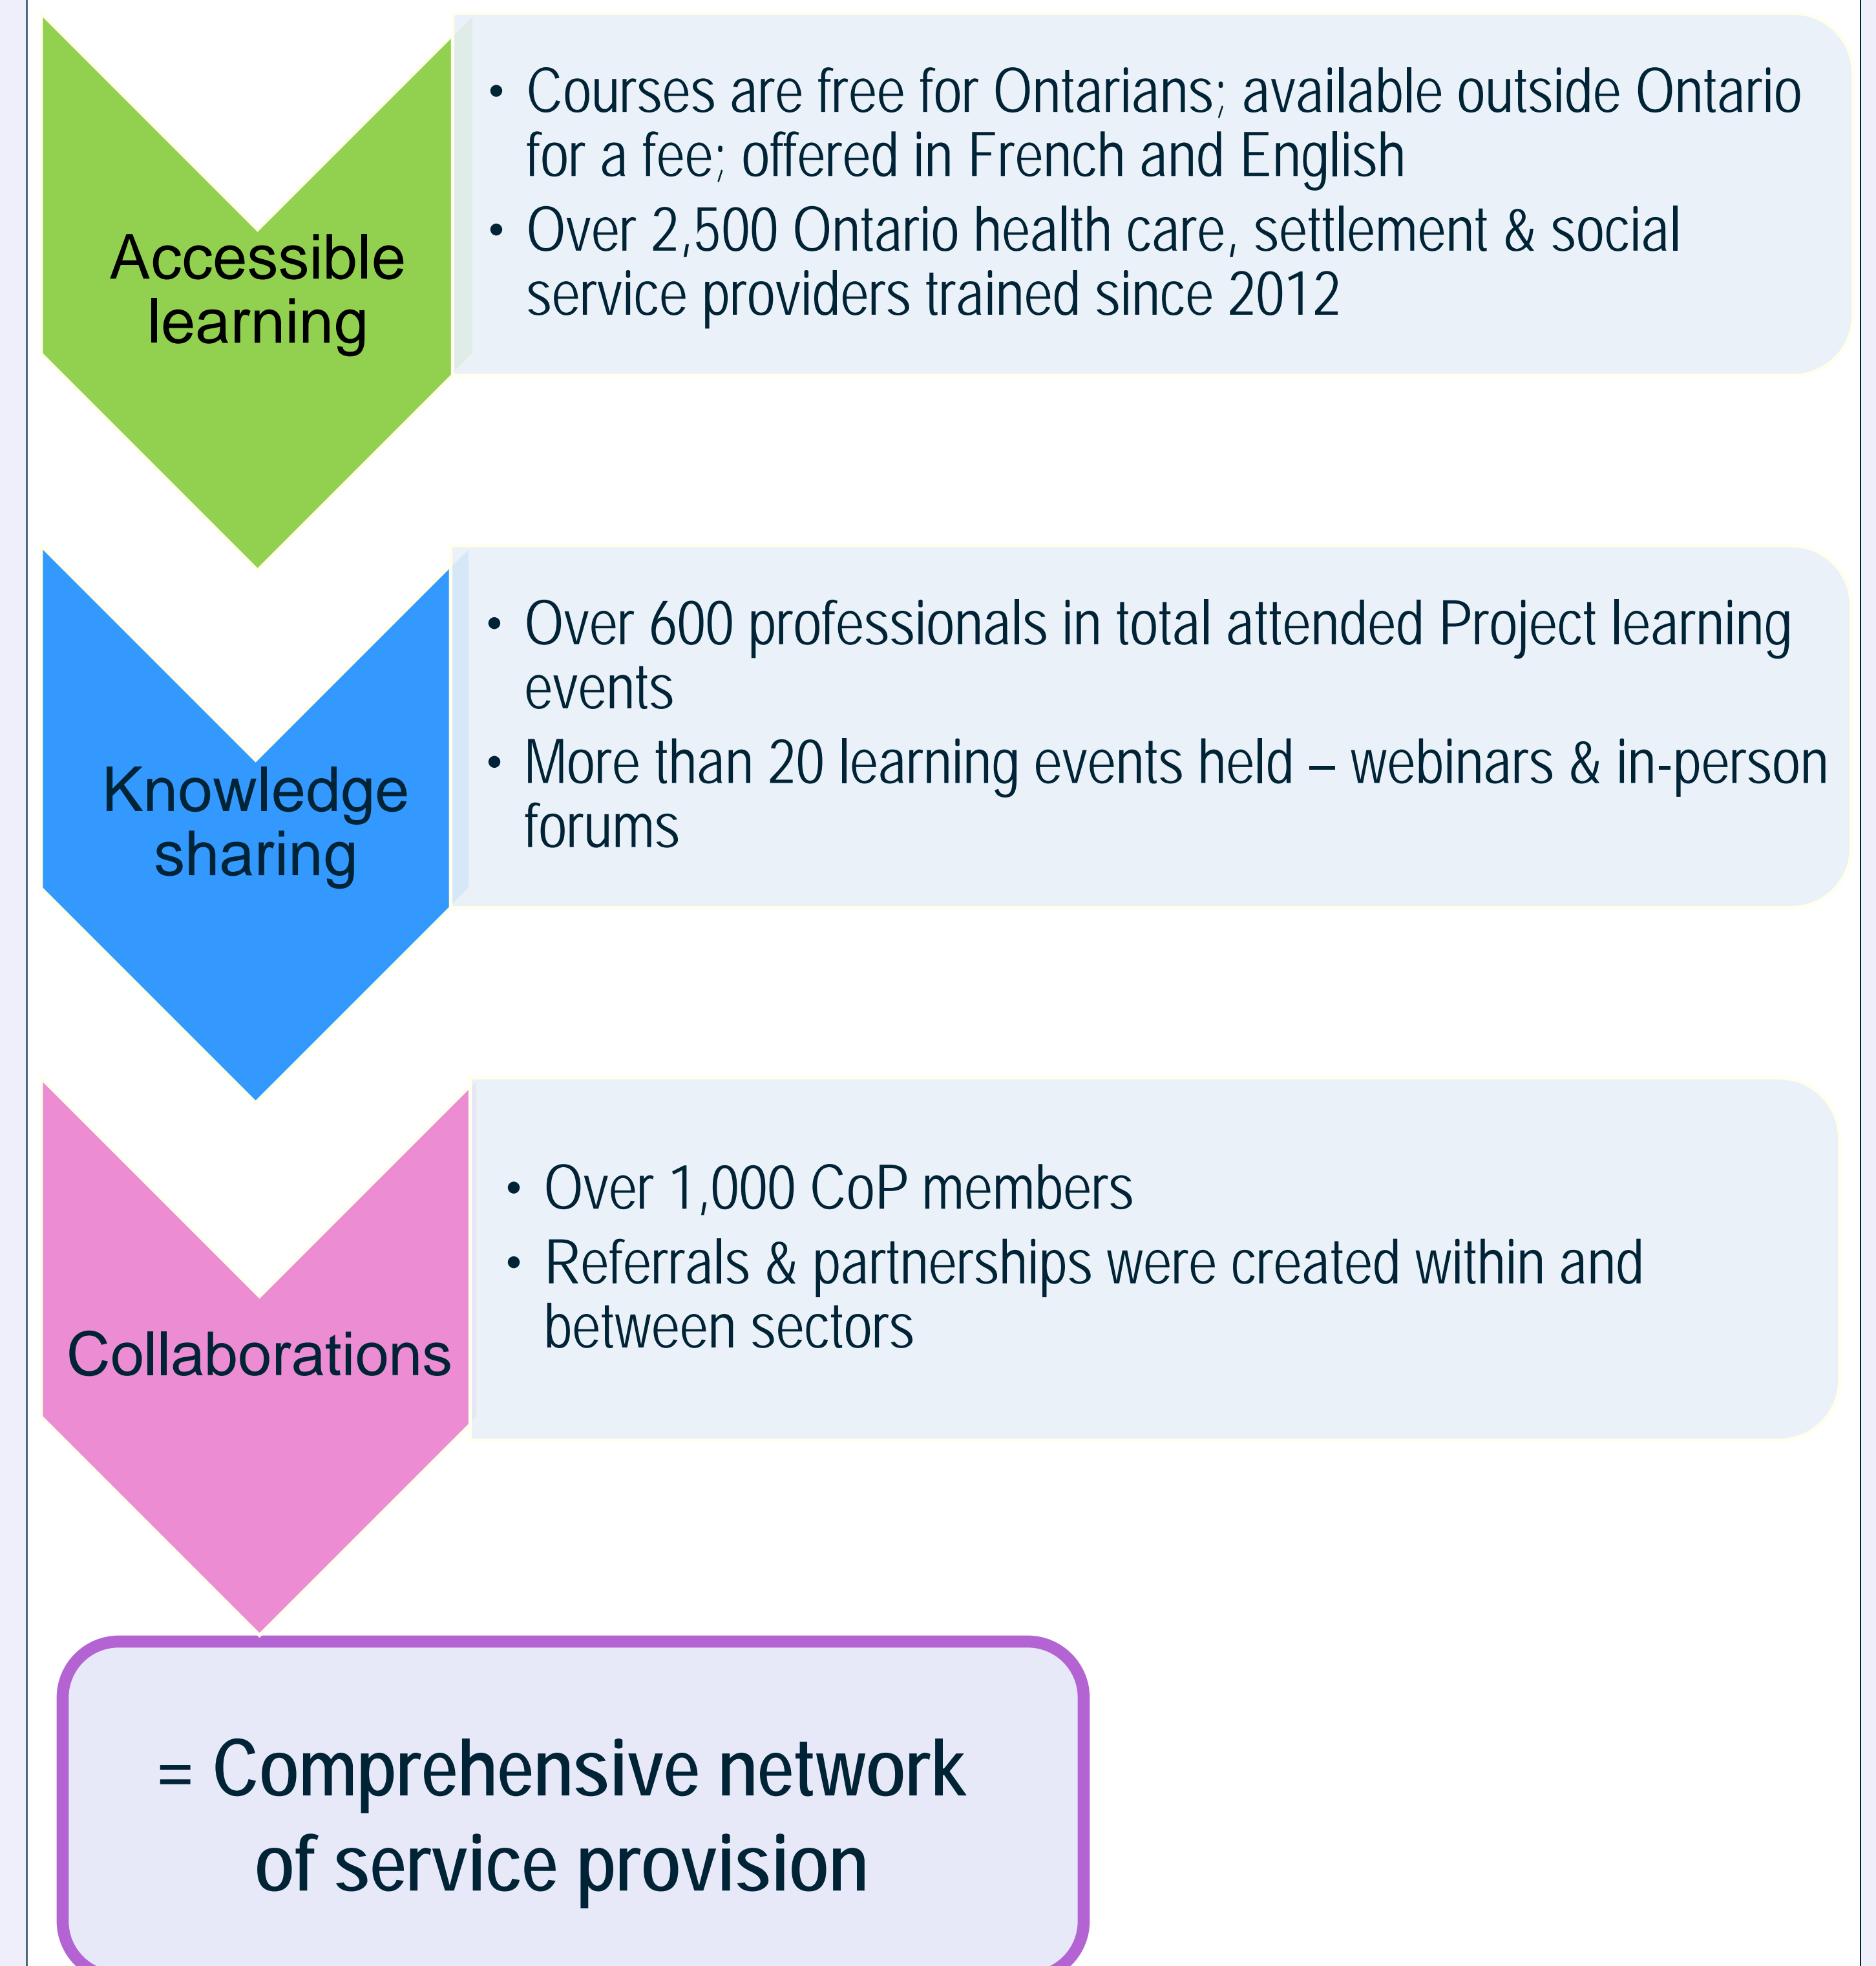 Accessible
learning
• Courses are free for Ontarians; available outside Ontario
for a fee; offered in French and English
• Over 2,500 Ontario health care, settlement & social
service providers trained since 2012
Knowledge
sharing
• Over 600 professionals in total attended Project learning
events
• More than 20 learning events held – webinars & in-person
forums
Collaborations
• Over 1,000 CoP members
• Referrals & partnerships were created within and
between sectors
= Comprehensive network
of service provision